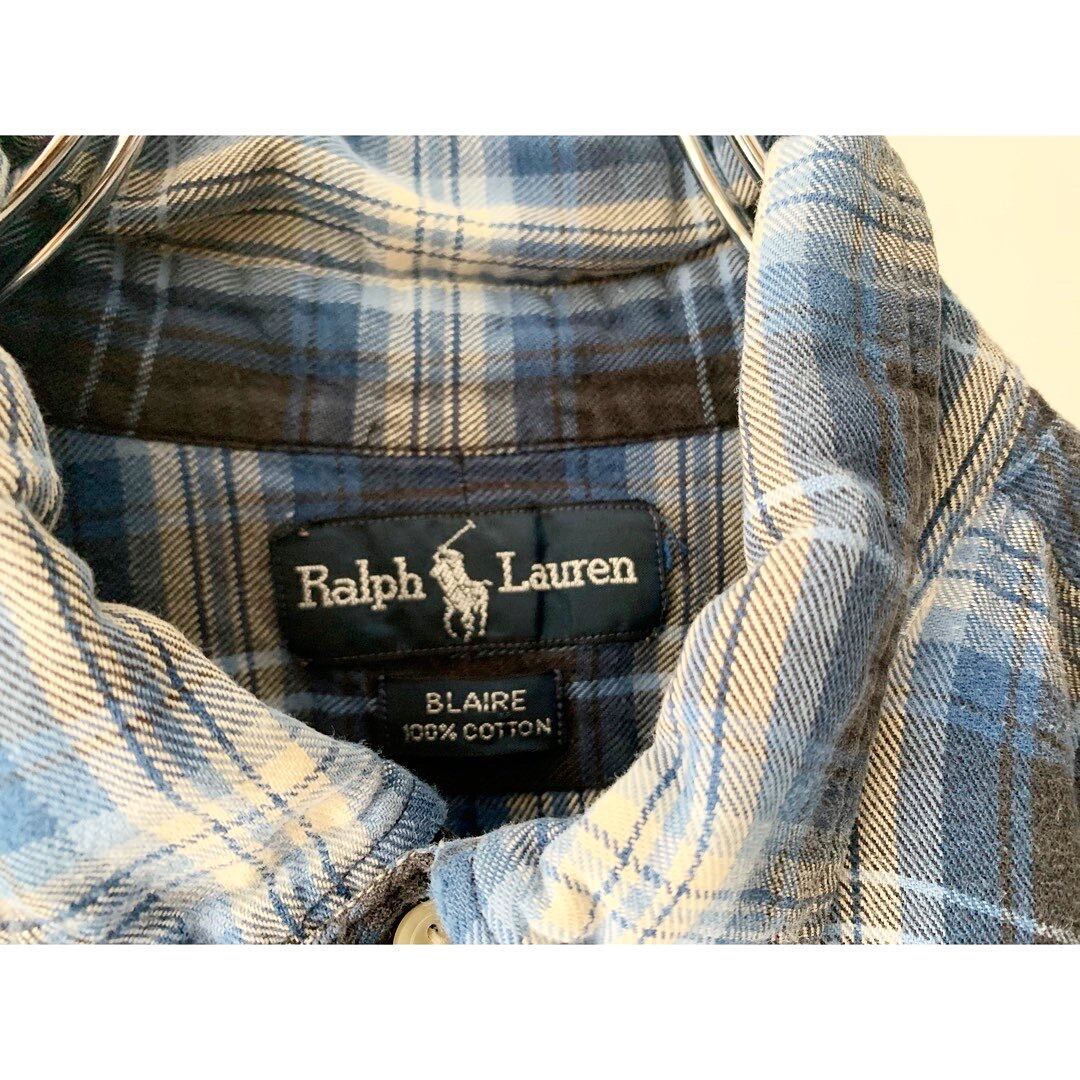 Ralph Lauren
BLAIRE
100% COTTON